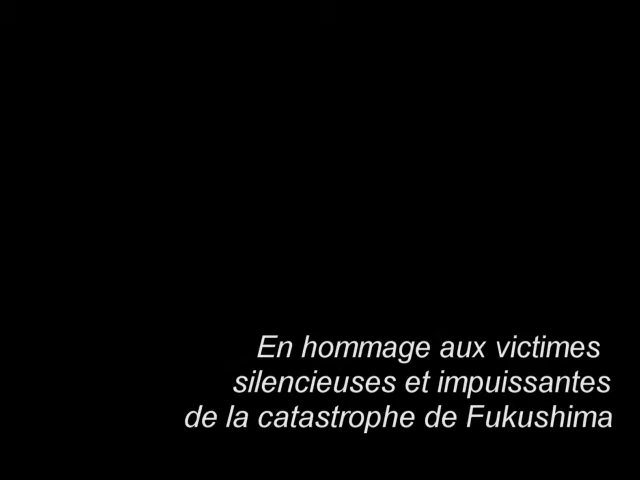 En hommage aux victimes
silencieuses et impuissantes
de la catastrophe de Fukushima